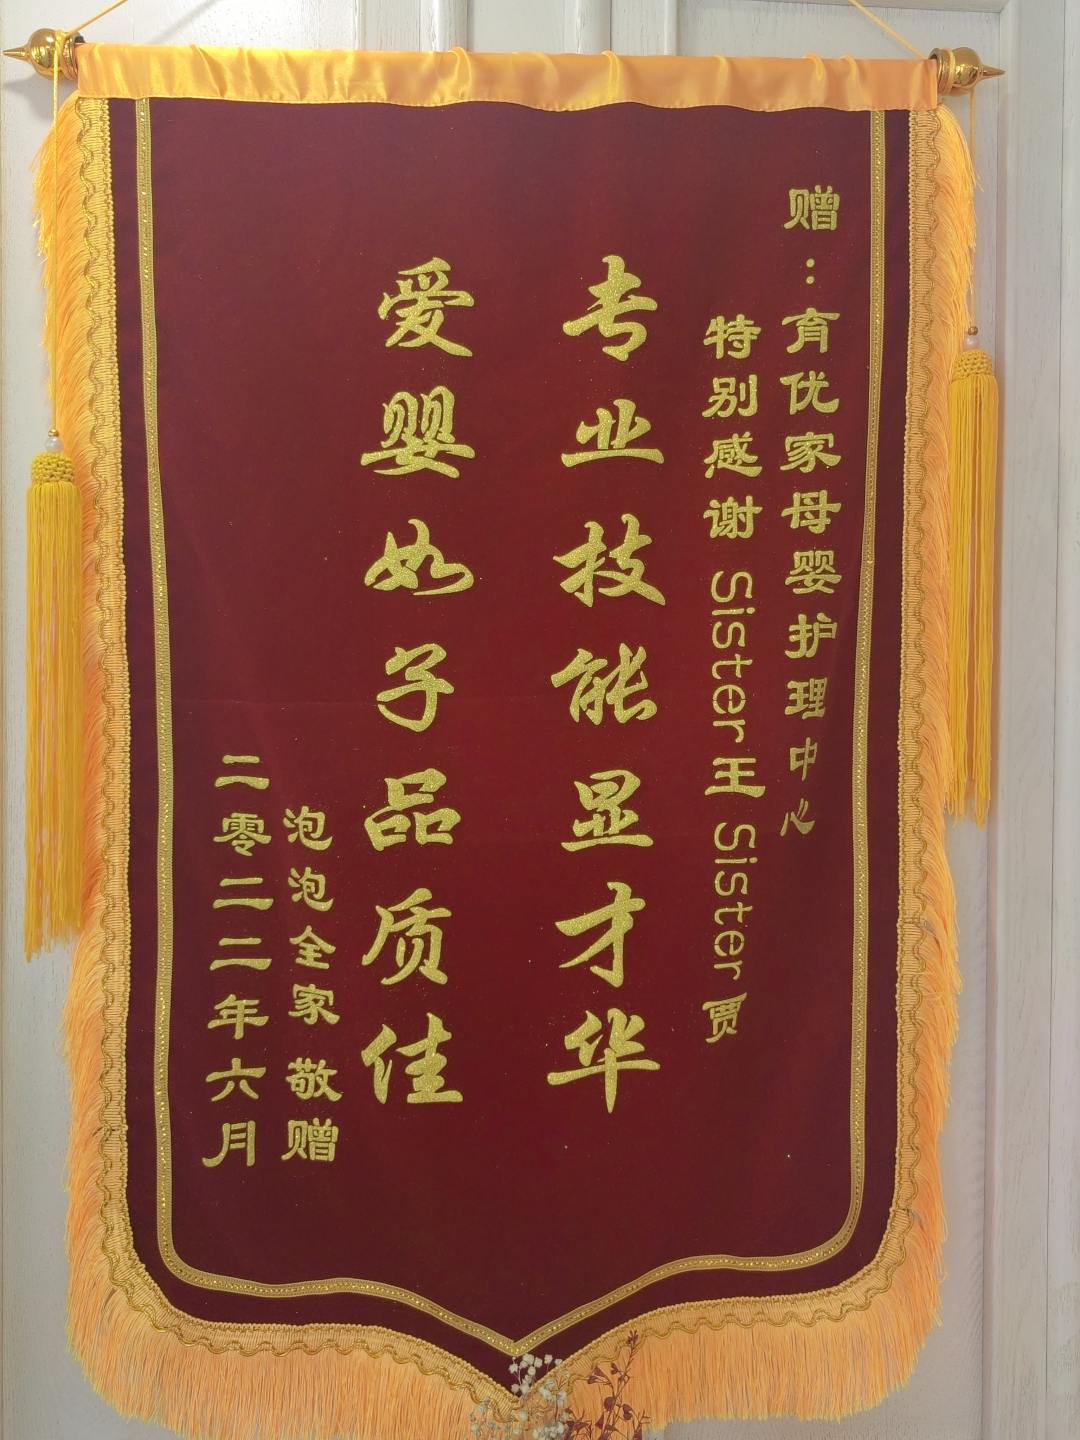 赠：育优家母婴护理中心
特别感谢 Sister王 Sister贾
专业技能显才华
爱婴如子品质佳
泡泡全家 敬赠
二零二二年六月